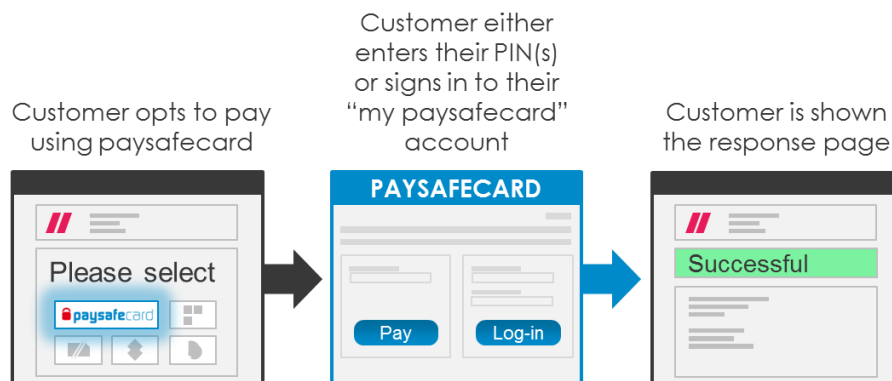 Customer opts to pay
using paysafecard
Customer either
enters their PIN(s)
or signs in to their
“my paysafecard”
account
Customer is shown
the response page
Please select
paysafecard
PAYSAFECARD
Pay
Log-in
Successful